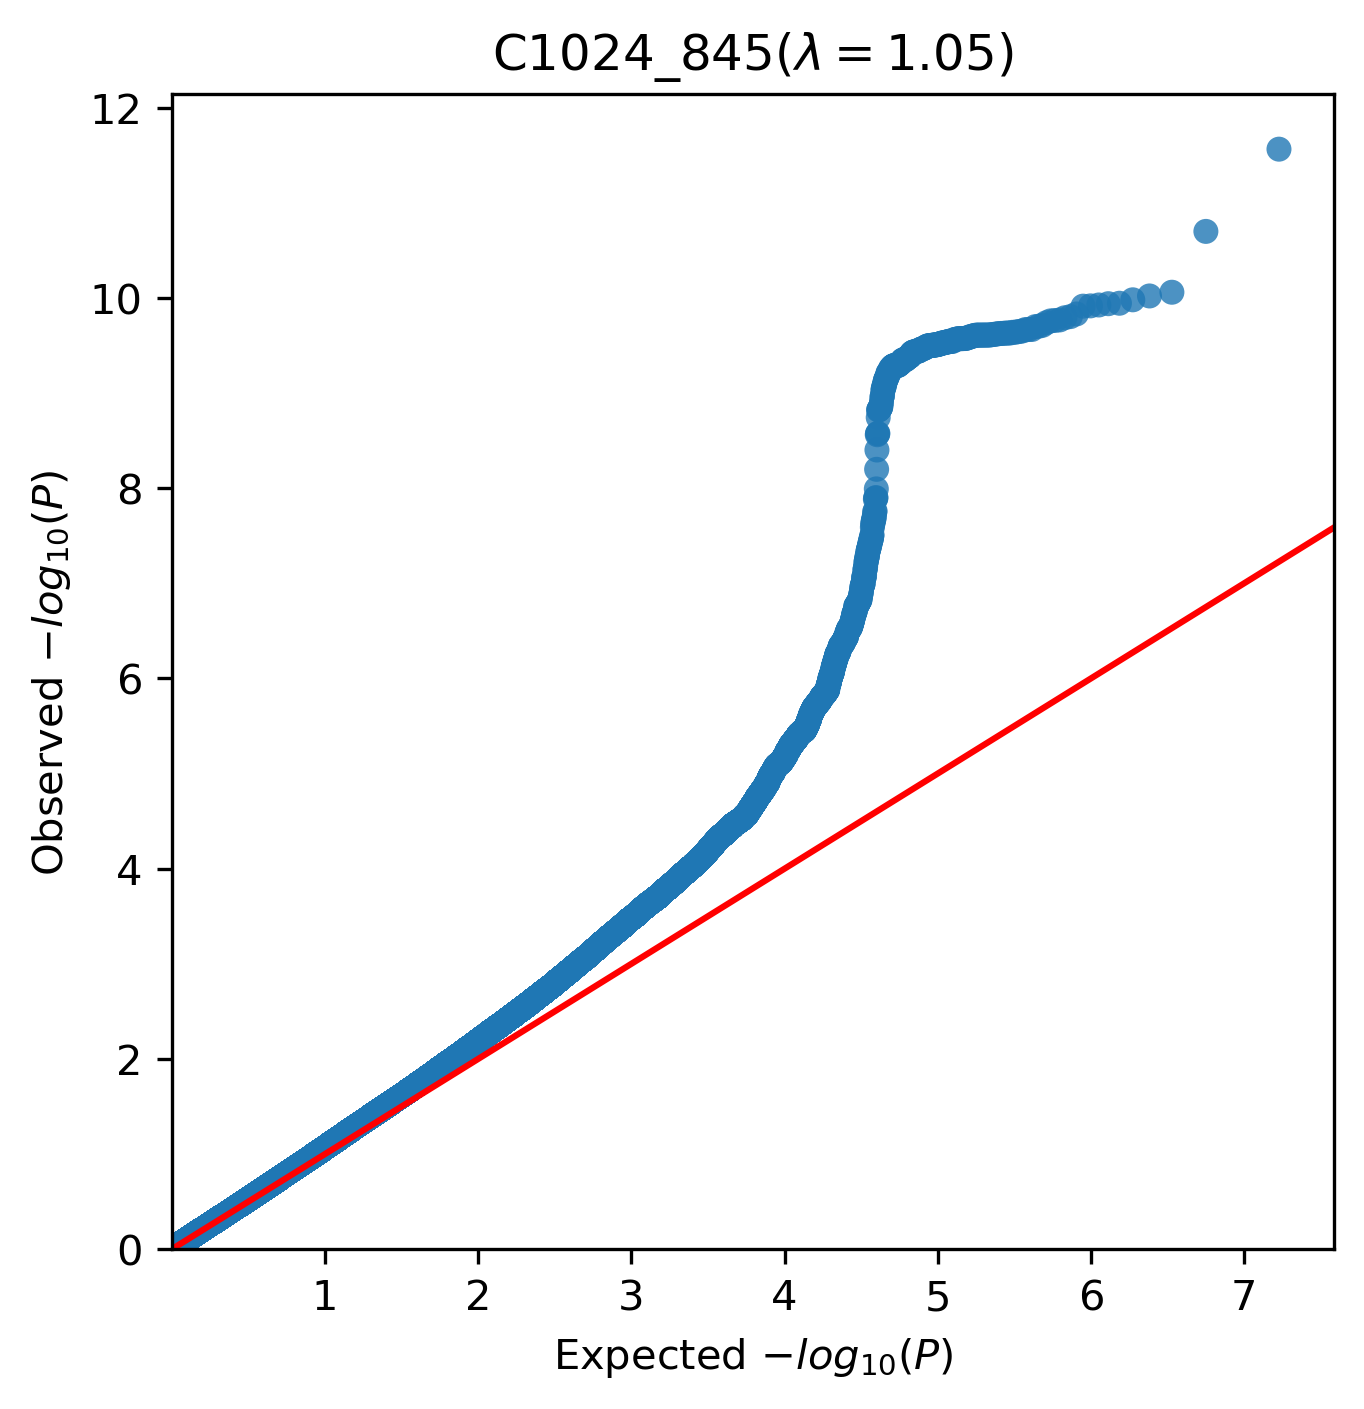 C1024_845(λ = 1.05)
12
10
8
6
4
2
0
Observed −log₁₀(P)
1 2 3 4 5 6 7
Expected −log₁₀(P)